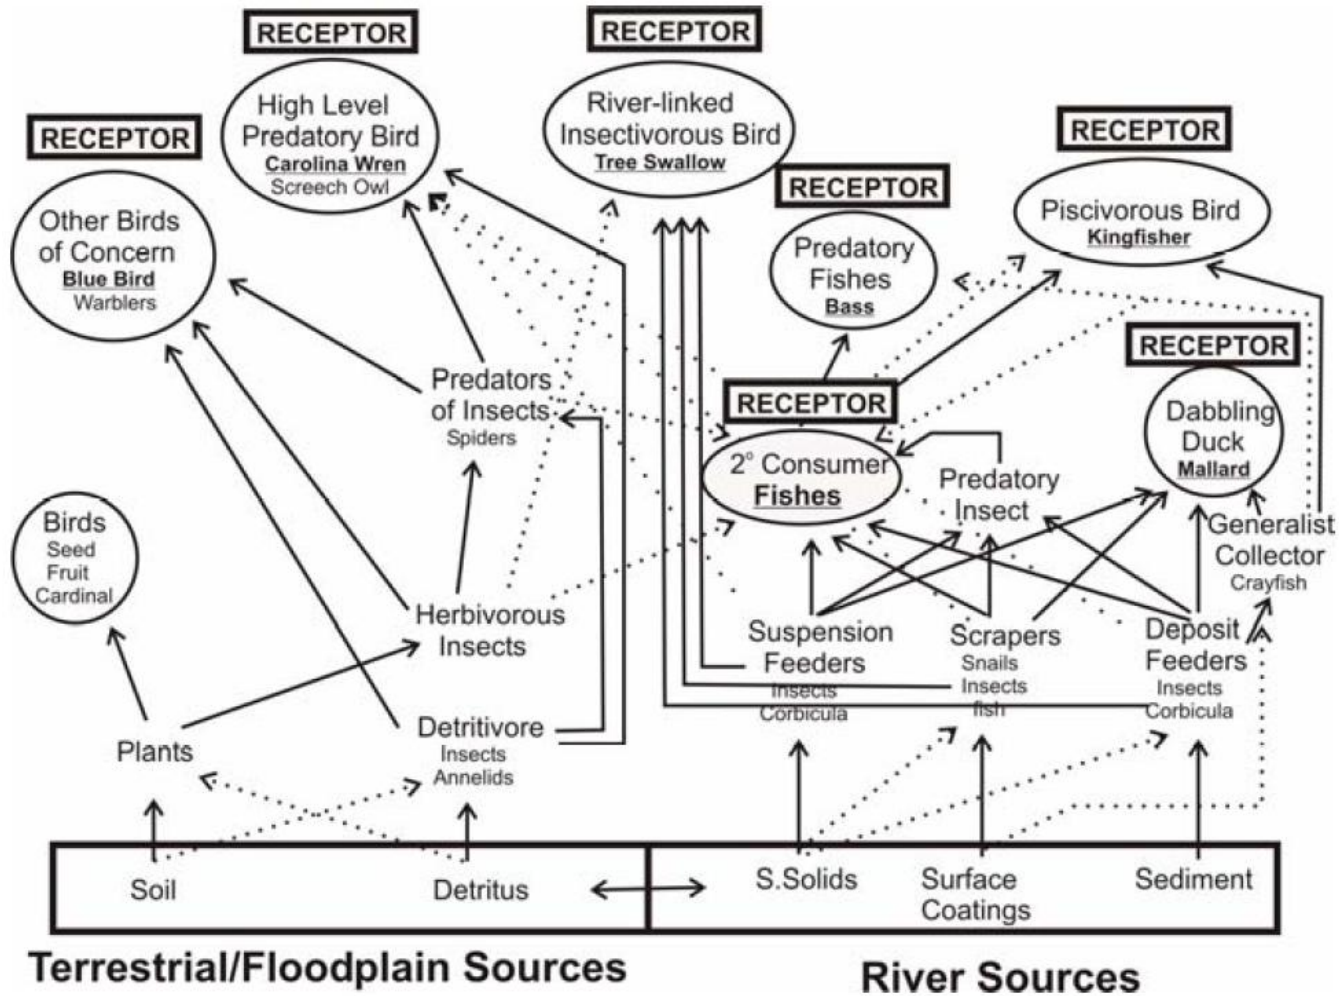 RECEPTOR
High Level
Predatory Bird
Carolina Wren
Screech Owl
RECEPTOR
River-linked
Insectivorous Bird
Tree Swallow
RECEPTOR
Other Birds
of Concern
Blue Bird
Warblers
RECEPTOR
Predatory
Fishes
Bass
RECEPTOR
Piscivorous Bird
Kingfisher
RECEPTOR
Dabbling
Duck
Mallard
Predators
of Insects
Spiders
RECEPTOR
2° Consumer
Fishes
Predatory
Insect
Generalist
Collector
Crayfish
Birds
Seed
Fruit
Cardinal
Herbivorous
Insects
Suspension
Feeders
Insects
Corbicula
Scrapers
Snails
Insects
fish
Deposit
Feeders
Insects
Corbicula
Plants
Detritivore
Insects
Annelids
Soil
Detritus
S.Solids
Surface
Coatings
Sediment
Terrestrial/Floodplain Sources
River Sources